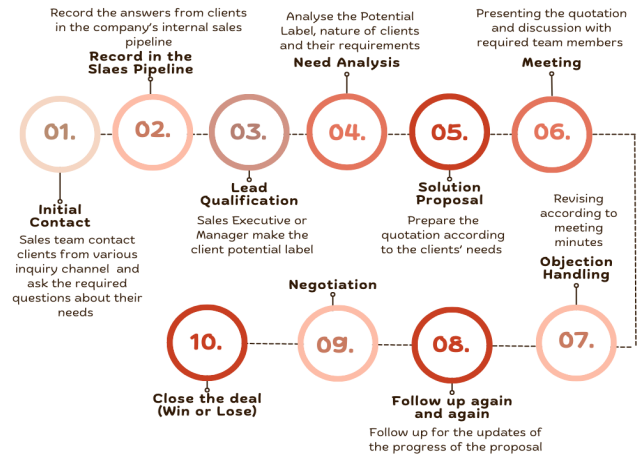 Record the answers from clients
in the company's internal sales
pipeline
Record in the
Slaes Pipeline
Analyse the Potential
Label, nature of clients
and their requirements
Need Analysis
Presenting the quotation
and discussion with
required team members
Meeting
01.
02.
03.
04.
05.
06.
Initial
Contact
Sales team contact
clients from various
inquiry channel and
ask the required
questions about their
needs
Lead
Qualification
Sales Executive or
Manager make the
client potential label
Solution
Proposal
Prepare the
quotation according
to the clients' needs
Revising
according to
meeting
minutes
Objection
Handling
07.
Follow up again
and again
08.
Follow up for the updates of
the progress of the proposal
Negotiation
09.
10.
Close the deal
(Win or Lose)